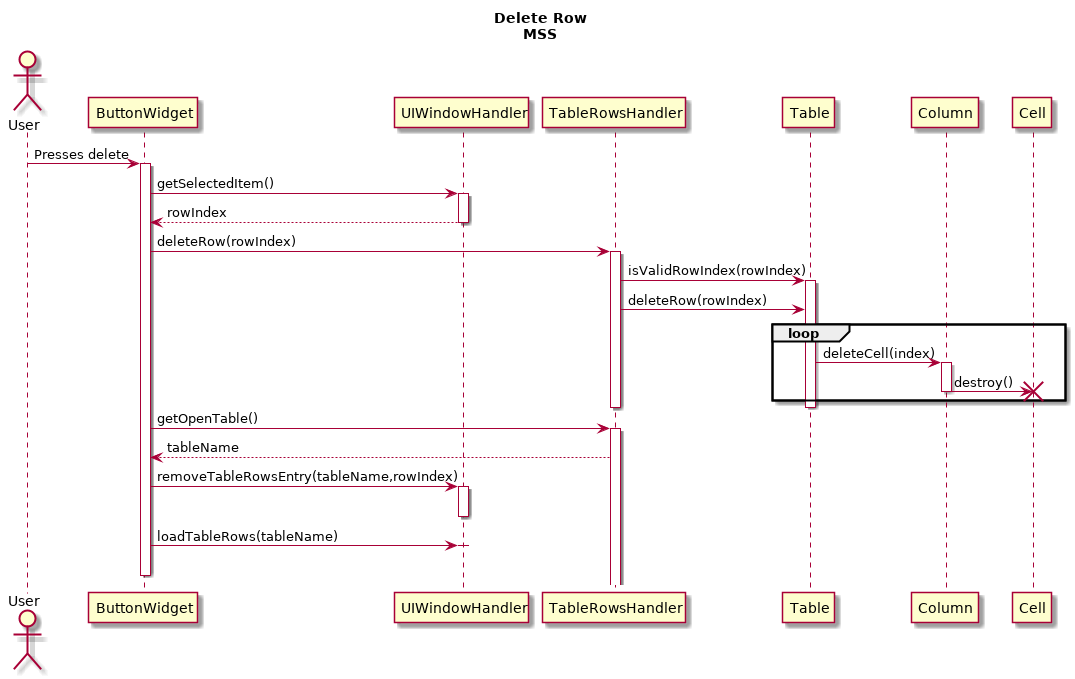 Delete Row
MSS
User
ButtonWidget
UIWindowHandler
TableRowsHandler
Table
Column
Cell
Presses delete
getSelectedItem()
rowIndex
deleteRow(rowIndex)
isValidRowIndex(rowIndex)
deleteRow(rowIndex)
loop
deleteCell(index)
destroy()
getOpenTable()
tableName
removeTableRowsEntry(tableName,rowIndex)
loadTableRows(tableName)
User
ButtonWidget
UIWindowHandler
TableRowsHandler
Table
Column
Cell